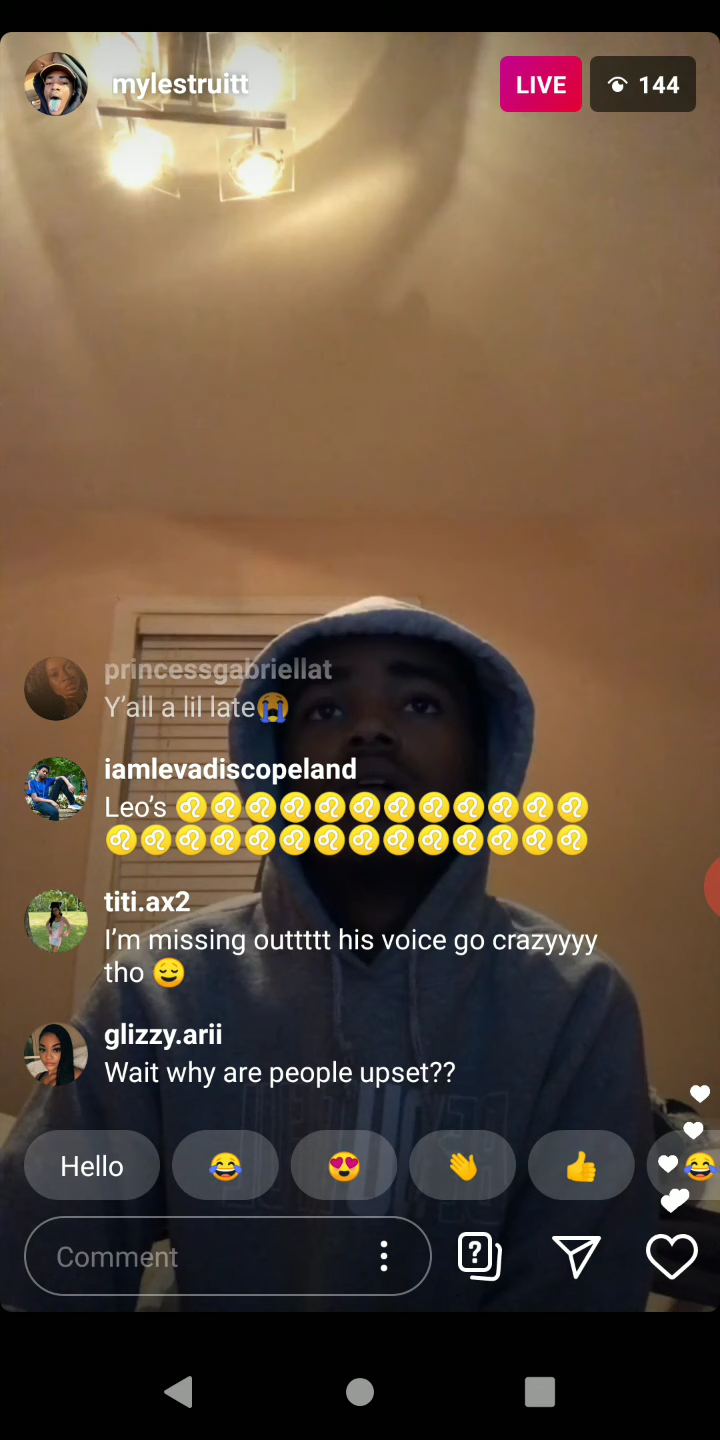 mylestruitt
LIVE
144
princessgabriellat
Y'all a lil late😭
iamlevadiscopeland
Leo's ♌♌♌♌♌♌♌♌♌♌♌♌
♌♌♌♌♌♌♌♌♌♌♌♌♌♌
titi.ax2
I'm missing outtttt his voice go crazyyyy
tho 😌
glizzy.arii
Wait why are people upset??
Hello 😂 😍 👏 👍 😂
Comment